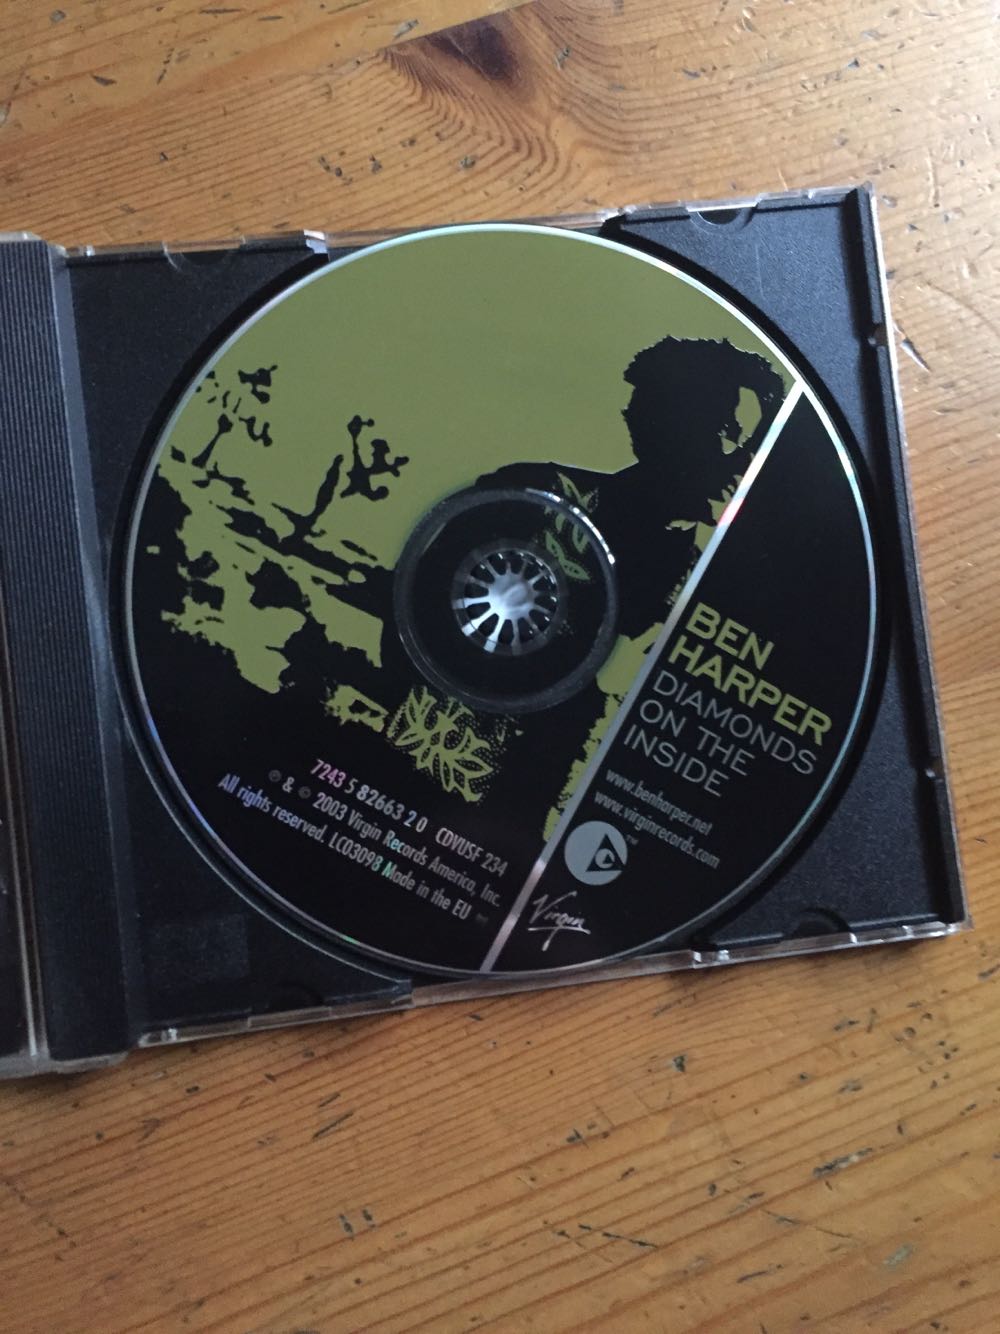 BEN
HARPER
DIAMONDS
ON THE
INSIDE
www.benharper.net
www.virginrecords.com
C™
Virgin
7243 5 82663 2 0 CDVUSF 234
℗ & © 2003 Virgin Records America, Inc.
All rights reserved. LC03098 Made in the EU